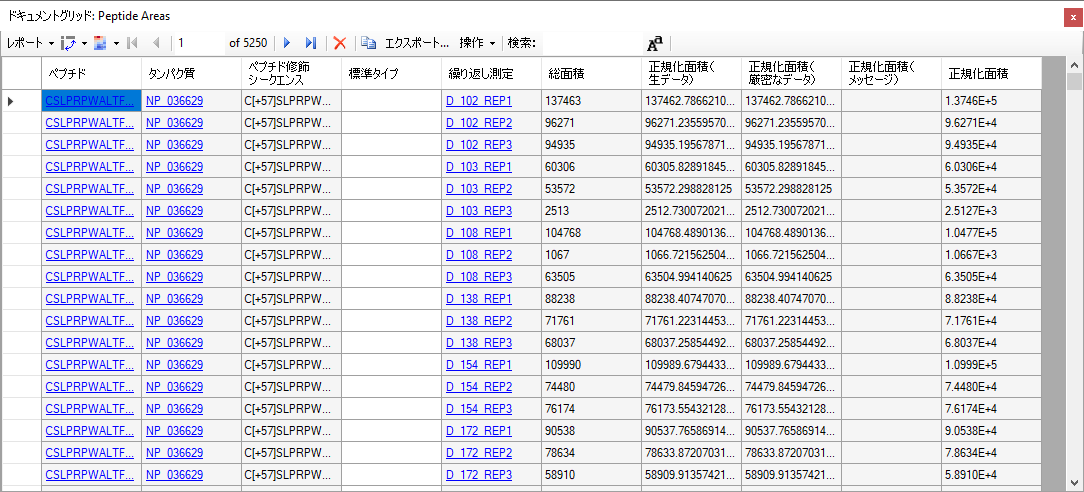 ドキュメントグリッド: Peptide Areas
レポート 1 of 5250 エクスポート... 操作 検索:
ペプチド タンパク質 ペプチド修飾シークエンス 標準タイプ 繰り返し測定 総面積 正規化面積(生データ) 正規化面積(厳密なデータ) 正規化面積(メッセージ) 正規化面積
CSLPRPWALTF... NP_036629 C[+57]SLPRPW... D_102_REP1 137463 137462.7866210... 137462.7866210... 1.3746E+5
CSLPRPWALTF... NP_036629 C[+57]SLPRPW... D_102_REP2 96271 96271.23559570... 96271.23559570... 9.6271E+4
CSLPRPWALTF... NP_036629 C[+57]SLPRPW... D_102_REP3 94935 94935.19567871... 94935.19567871... 9.4935E+4
CSLPRPWALTF... NP_036629 C[+57]SLPRPW... D_103_REP1 60306 60305.82891845... 60305.82891845... 6.0306E+4
CSLPRPWALTF... NP_036629 C[+57]SLPRPW... D_103_REP2 53572 53572.298828125 53572.298828125 5.3572E+4
CSLPRPWALTF... NP_036629 C[+57]SLPRPW... D_103_REP3 2513 2512.730072021... 2512.730072021... 2.5127E+3
CSLPRPWALTF... NP_036629 C[+57]SLPRPW... D_108_REP1 104768 104768.4890136... 104768.4890136... 1.0477E+5
CSLPRPWALTF... NP_036629 C[+57]SLPRPW... D_108_REP2 1067 1066.721562504... 1066.721562504... 1.0667E+3
CSLPRPWALTF... NP_036629 C[+57]SLPRPW... D_108_REP3 63505 63504.994140625 63504.994140625 6.3505E+4
CSLPRPWALTF... NP_036629 C[+57]SLPRPW... D_138_REP1 88238 88238.40747070... 88238.40747070... 8.8238E+4
CSLPRPWALTF... NP_036629 C[+57]SLPRPW... D_138_REP2 71761 71761.22314453... 71761.22314453... 7.1761E+4
CSLPRPWALTF... NP_036629 C[+57]SLPRPW... D_138_REP3 68037 68037.25854492... 68037.25854492... 6.8037E+4
CSLPRPWALTF... NP_036629 C[+57]SLPRPW... D_154_REP1 109990 109989.6794433... 109989.6794433... 1.0999E+5
CSLPRPWALTF... NP_036629 C[+57]SLPRPW... D_154_REP2 74480 74479.84594726... 74479.84594726... 7.4480E+4
CSLPRPWALTF... NP_036629 C[+57]SLPRPW... D_154_REP3 76174 76173.55432128... 76173.55432128... 7.6174E+4
CSLPRPWALTF... NP_036629 C[+57]SLPRPW... D_172_REP1 90538 90537.76586914... 90537.76586914... 9.0538E+4
CSLPRPWALTF... NP_036629 C[+57]SLPRPW... D_172_REP2 78634 78633.87207031... 78633.87207031... 7.8634E+4
CSLPRPWALTF... NP_036629 C[+57]SLPRPW... D_172_REP3 58910 58909.91357421... 58909.91357421... 5.8910E+4